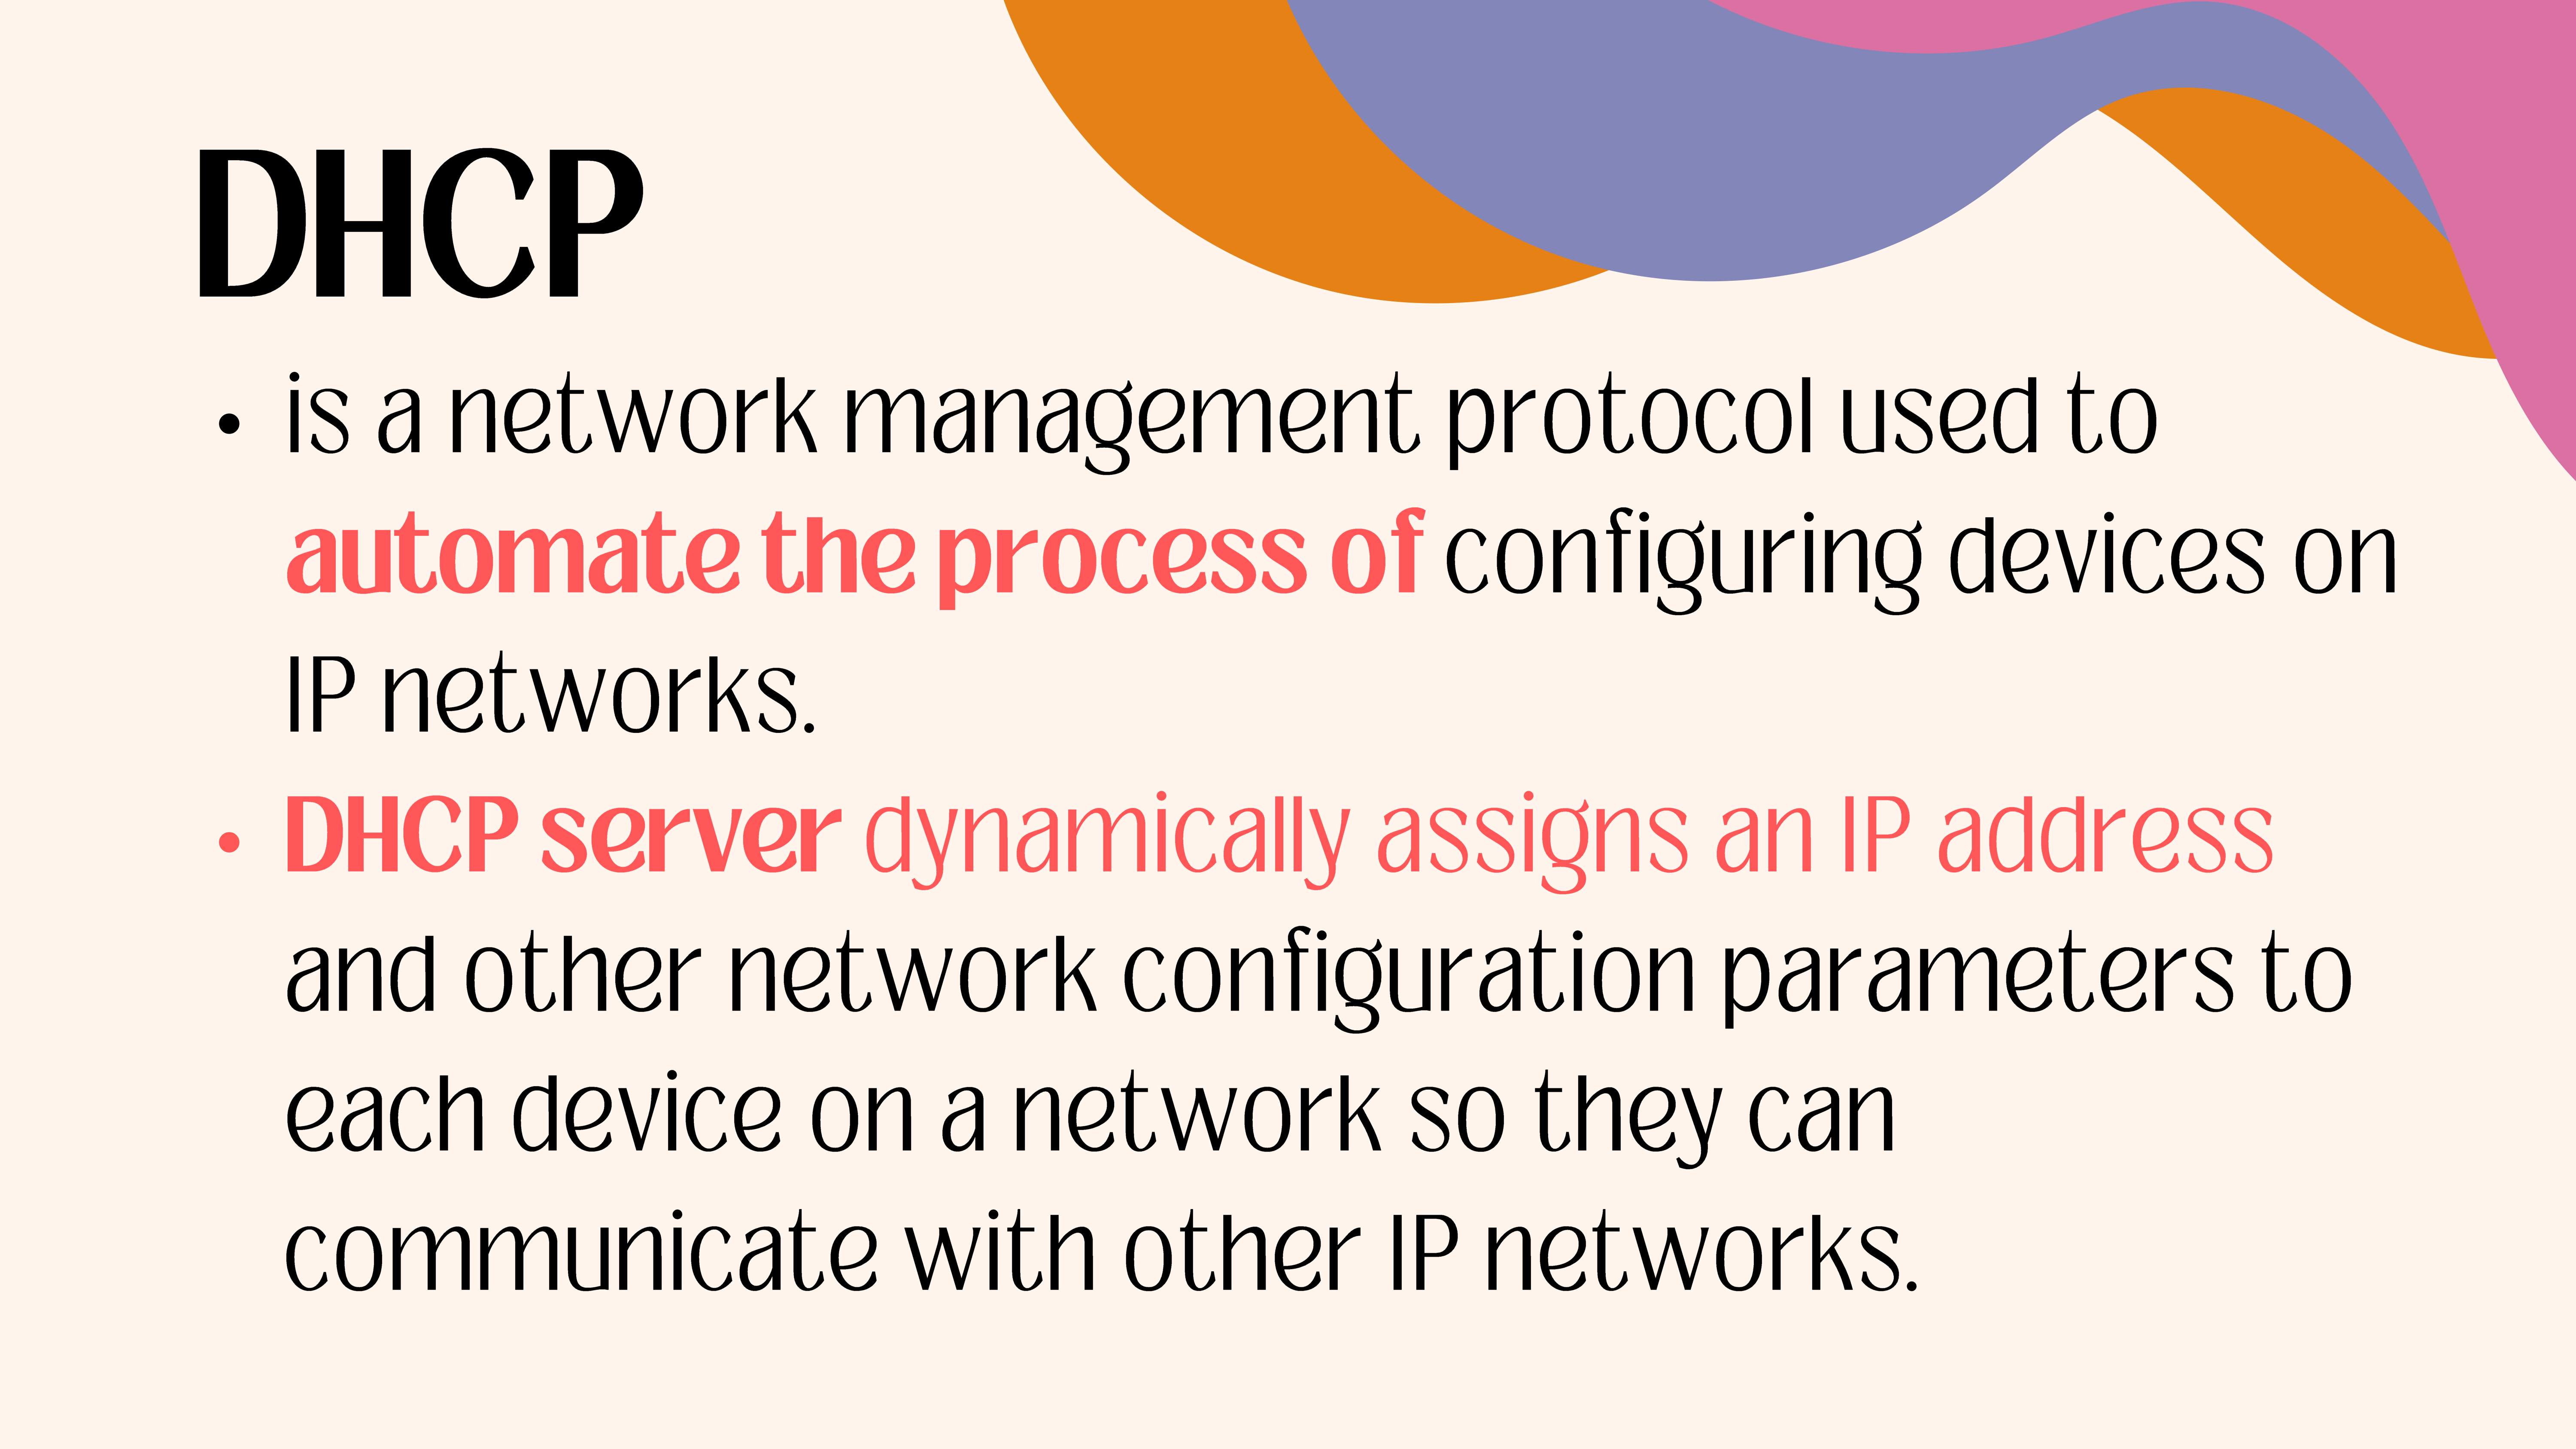 DHCP
• is a network management protocol used to
automate the process of configuring devices on
IP networks.
• DHCP server dynamically assigns an IP address
and other network configuration parameters to
each device on a network so they can
communicate with other IP networks.